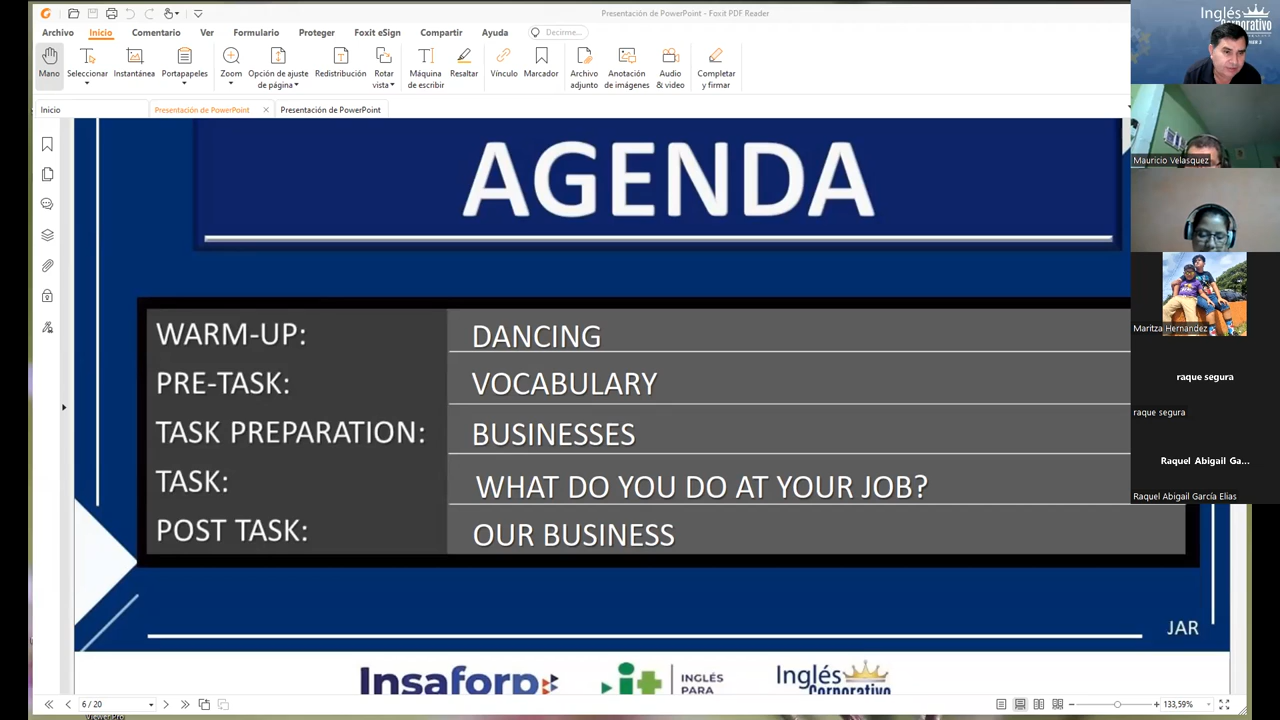 Presentación de PowerPoint - Foxit PDF Reader
Archivo Inicio Comentario Ver Formulario Proteger Foxit eSign Compartir Ayuda Decirme...
Mano Seleccionar Instantánea Portapapeles Zoom Opción de ajuste de página Redistribución Rotar vista Máquina de escribir Resaltar Vínculo Marcador Archivo adjunto Anotación de imágenes Audio & video Completar y firmar
Inicio Presentación de PowerPoint Presentación de PowerPoint
AGENDA
WARM-UP: DANCING
PRE-TASK: VOCABULARY
TASK PREPARATION: BUSINESSES
TASK: WHAT DO YOU DO AT YOUR JOB?
POST TASK: OUR BUSINESS
JAR
Insaforp
INGLÉS
PARA
Inglés
Corporativo
6 / 20
133,59%
Viewer Pro
Inglés
Corporativo
Mauricio Velasquez
Maritza Hernandez
raque segura
raque segura
Raquel Abigail Ga...
Raquel Abigail García Elias